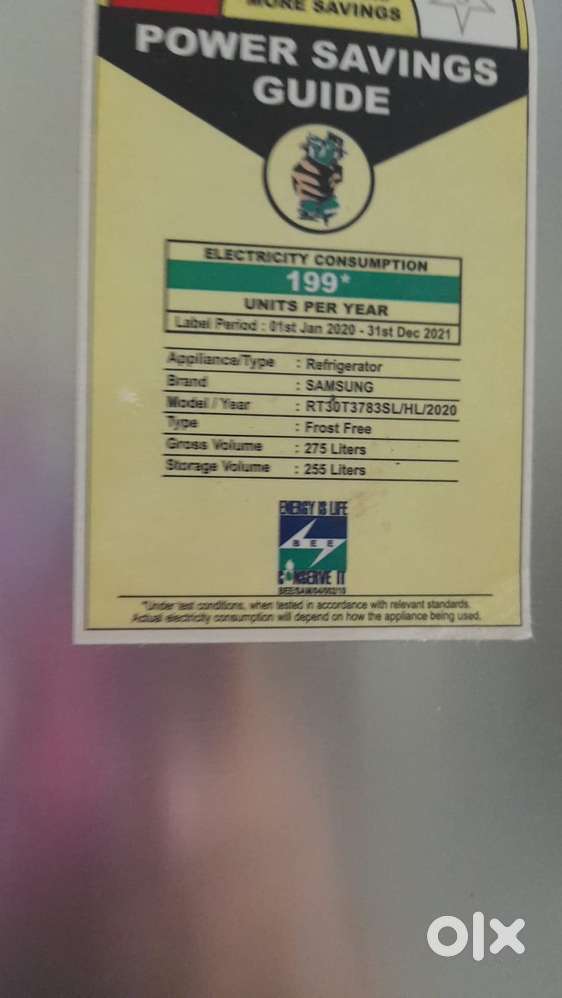 MORE SAVINGS
POWER SAVINGS
GUIDE
ELECTRICITY CONSUMPTION
199*
UNITS PER YEAR
Label Period : 01st Jan 2020 - 31st Dec 2021
Appliance/Type : Refrigerator
Brand : SAMSUNG
Model / Year : RT30T3783SL/HL/2020
Type : Frost Free
Gross Volume : 275 Liters
Storage Volume : 255 Liters
ENERGY IS LIFE
BEE
CONSERVE IT
*Under test conditions, when tested in accordance with relevant standards.
Actual electricity consumption will depend on how the appliance being used.
olx